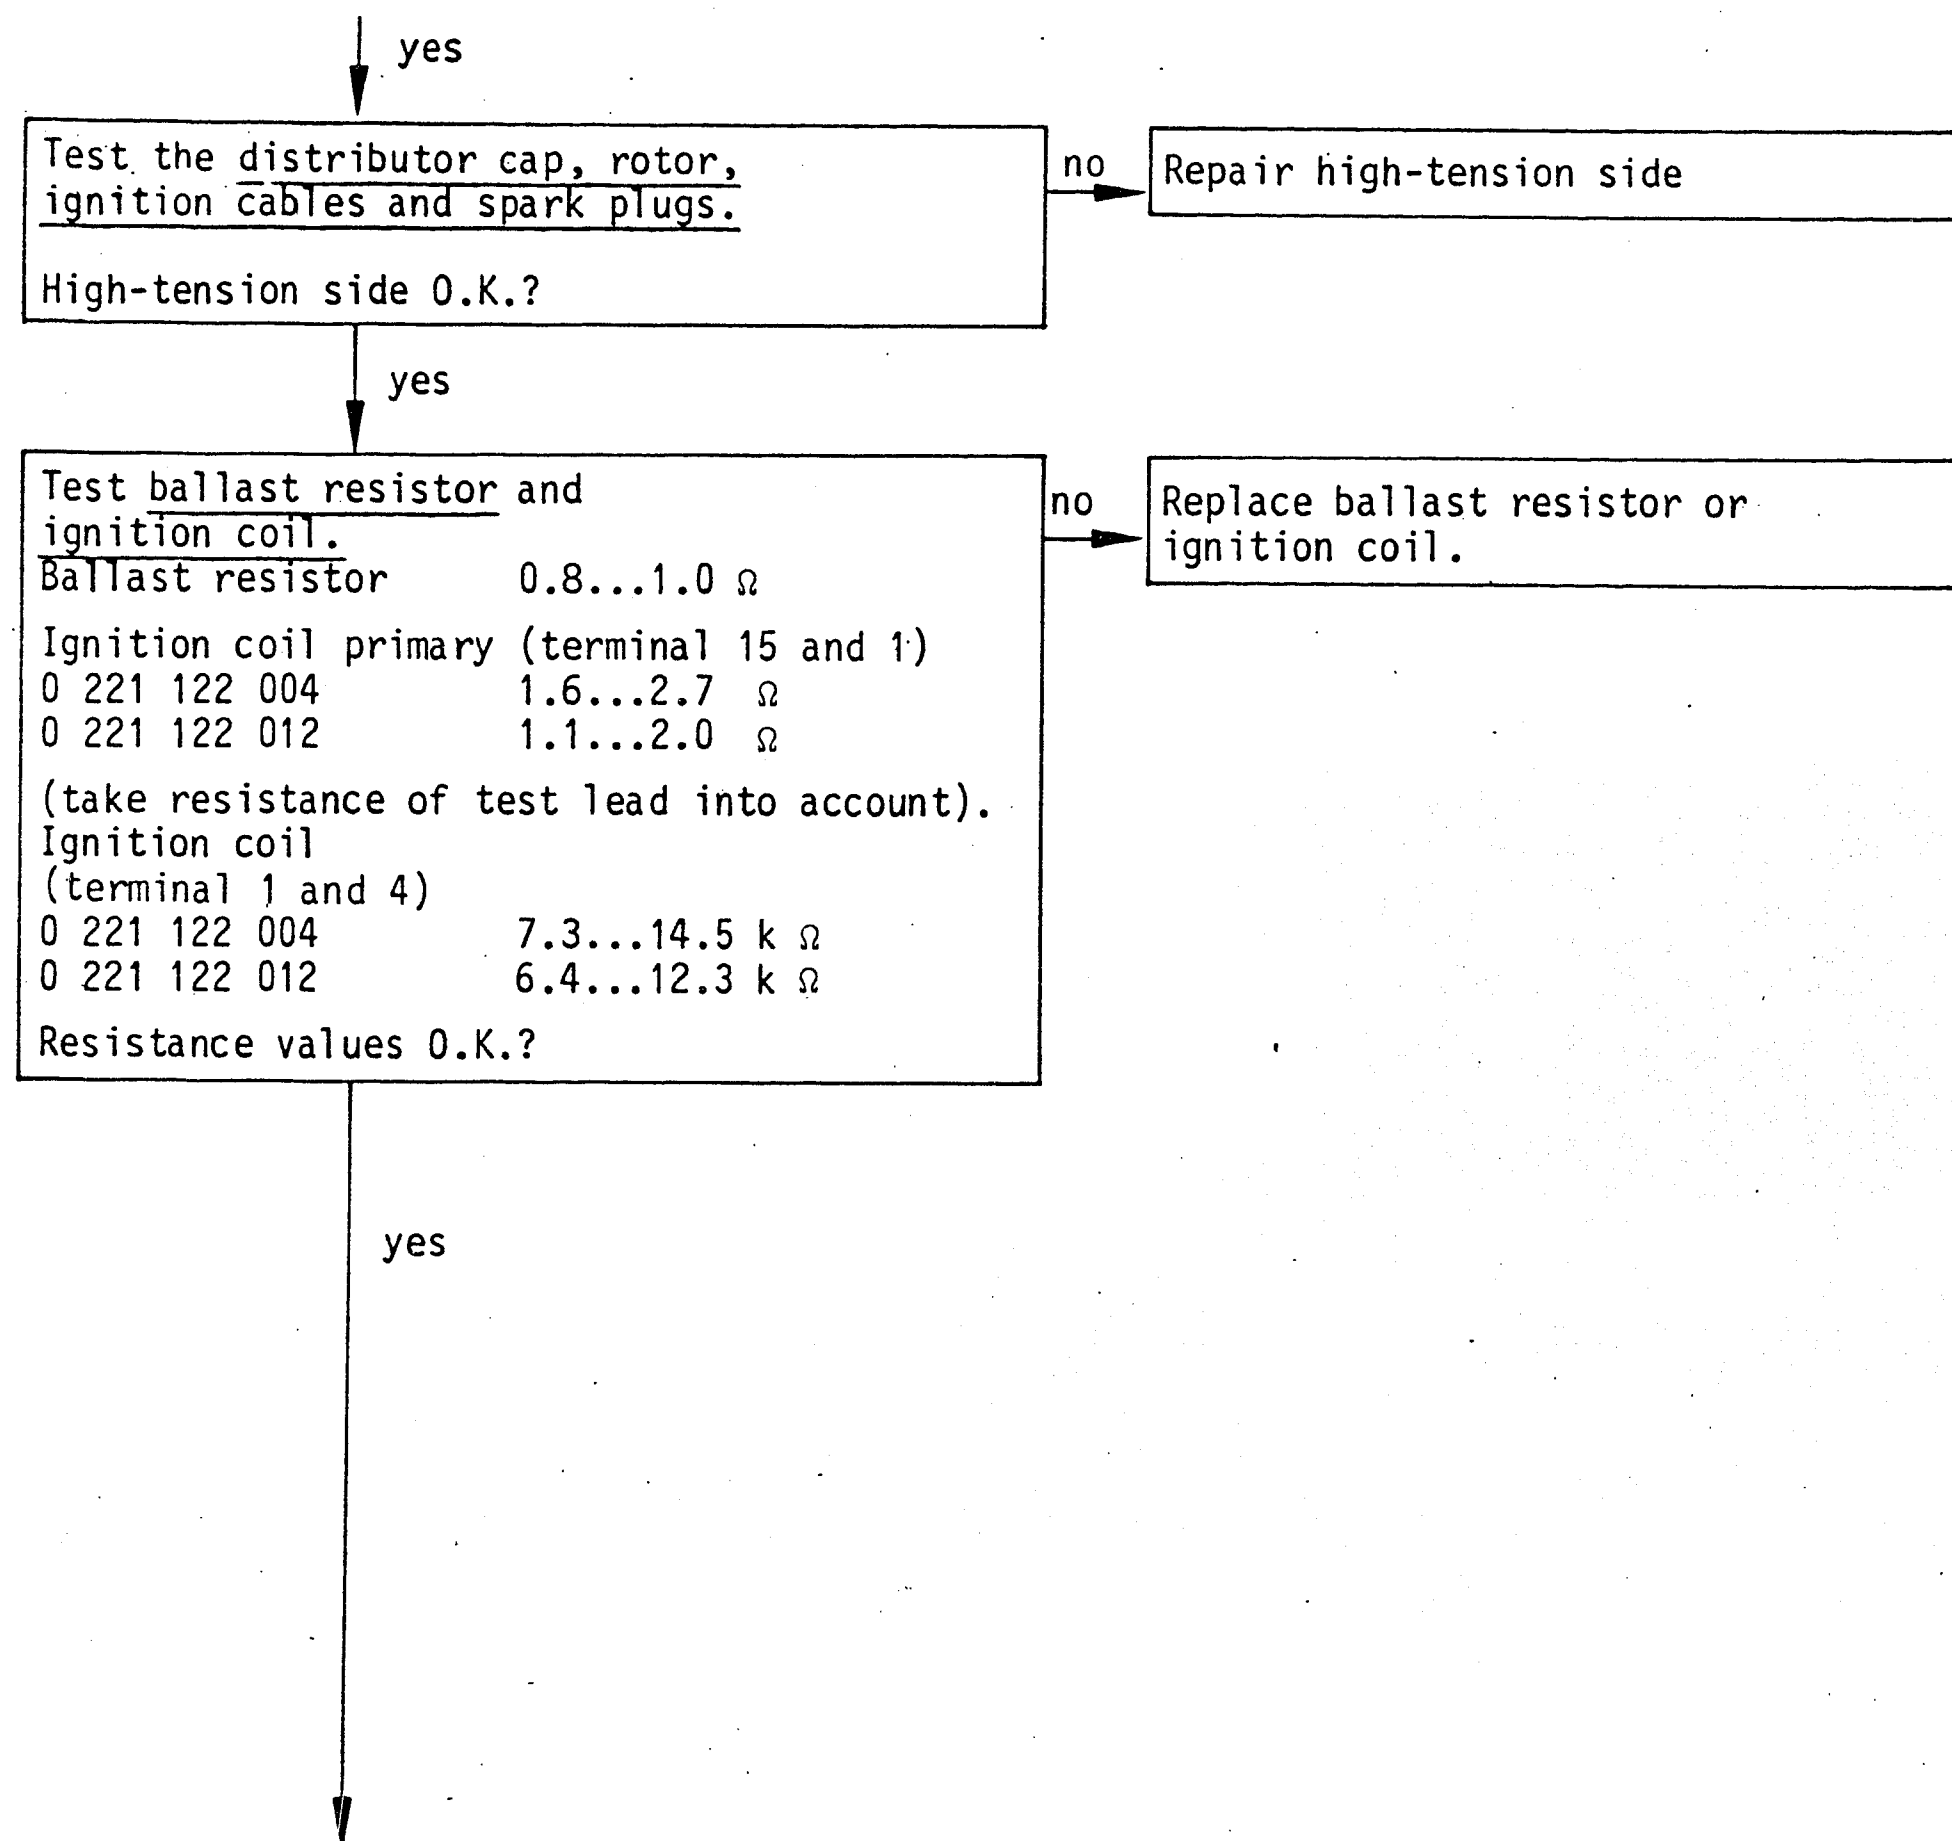 yes
Test the distributor cap, rotor,
ignition cables and spark plugs.
High-tension side O.K.?
no
Repair high-tension side
yes
Test ballast resistor and
ignition coil.
Ballast resistor 0.8...1.0 Ω
Ignition coil primary (terminal 15 and 1)
0 221 122 004 1.6...2.7 Ω
0 221 122 012 1.1...2.0 Ω
(take resistance of test lead into account).
Ignition coil
(terminal 1 and 4)
0 221 122 004 7.3...14.5 k Ω
0 221 122 012 6.4...12.3 k Ω
Resistance values O.K.?
no
Replace ballast resistor or
ignition coil.
yes